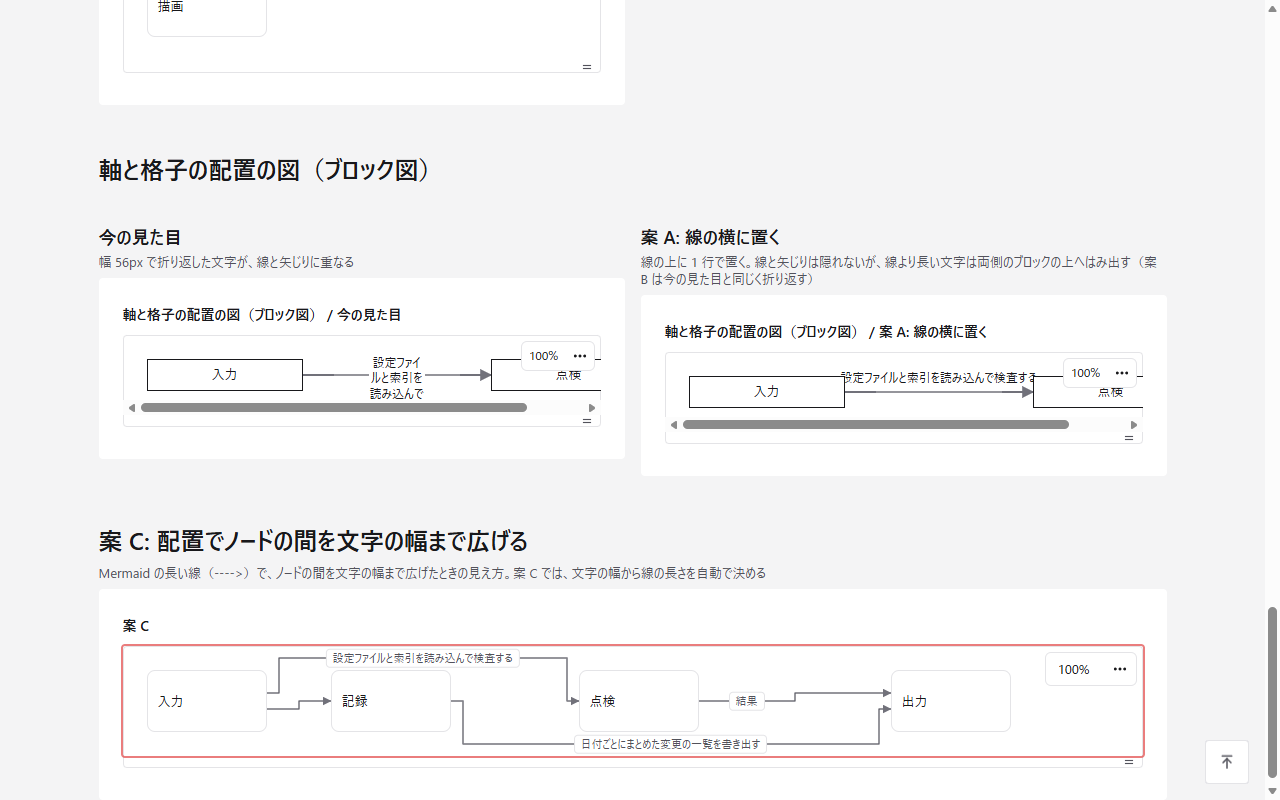 描画
軸と格子の配置の図（ブロック図）
今の見た目
幅 56px で折り返した文字が、線と矢じりに重なる
軸と格子の配置の図（ブロック図） / 今の見た目
100%
入力
設定ファイ
ルと索引を
読み込んで
点検
案 A: 線の横に置く
線の上に 1 行で置く。線と矢じりは隠れないが、線より長い文字は両側のブロックの上へはみ出す（案
B は今の見た目と同じく折り返す）
軸と格子の配置の図（ブロック図） / 案 A: 線の横に置く
100%
設定ファイルと索引を読み込んで検査する
入力
点検
案 C: 配置でノードの間を文字の幅まで広げる
Mermaid の長い線（---->）で、ノードの間を文字の幅まで広げたときの見え方。案 C では、文字の幅から線の長さを自動で決める
案 C
設定ファイルと索引を読み込んで検査する
100%
入力
記録
点検
結果
出力
日付ごとにまとめた変更の一覧を書き出す